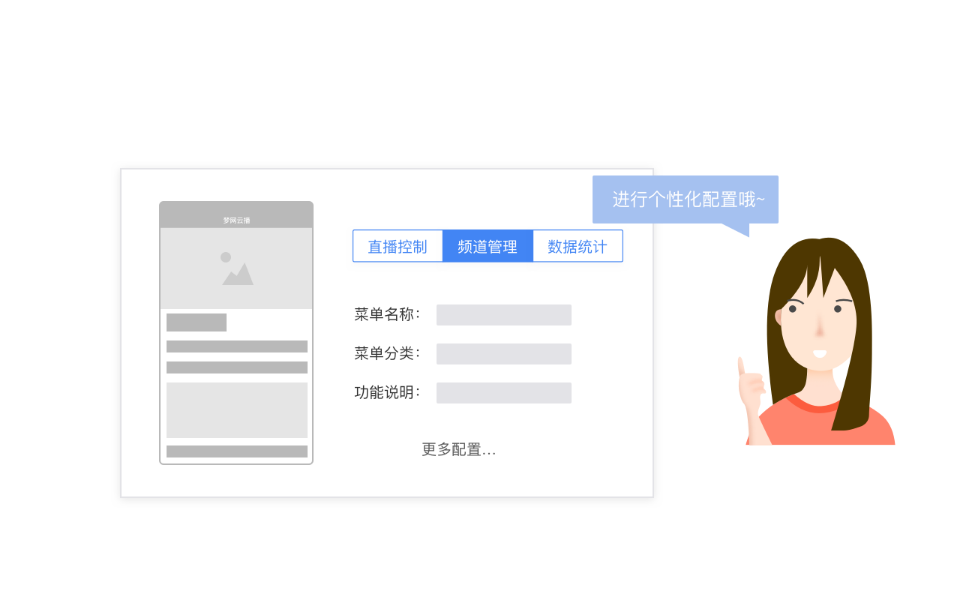 进行个性化配置哦~
梦网云播
直播控制 频道管理 数据统计
菜单名称：
菜单分类：
功能说明：
更多配置...